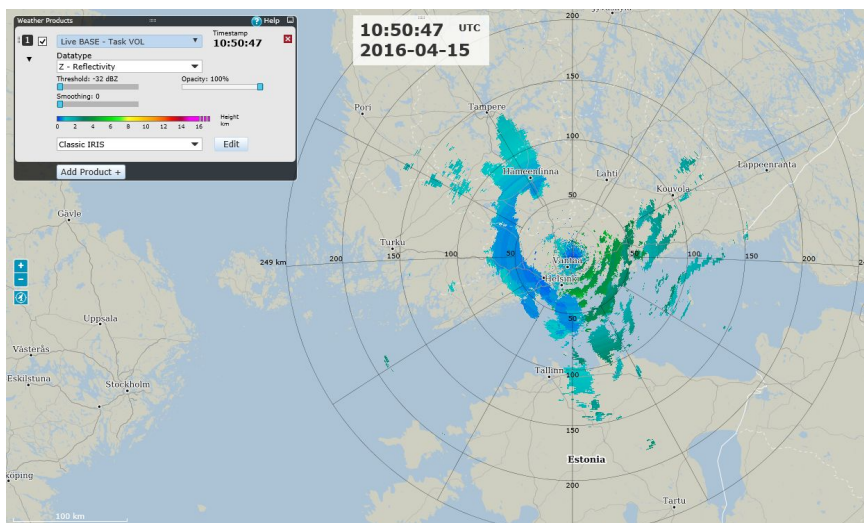 Weather Products
? Help
1 Live BASE - Task VOL
Timestamp
10:50:47
Datatype
Z - Reflectivity
Threshold: -32 dBZ
Opacity: 100%
Smoothing: 0
0 2 4 6 8 10 12 14 16
Height
km
Classic IRIS
Edit
Add Product +
10:50:47 UTC
2016-04-15
200
150
100
50
Pori
Tampere
Hämeenlinna
Lahti
Kouvola
Lappeenranta
Gävle
Turku
249 km
200
150
100
50
50
100
150
200
Vantaa
Helsinki
50
Uppsala
Västerås
Eskilstuna
Stockholm
Tallinn
100
150
Estonia
200
Tartu
köping
100 km